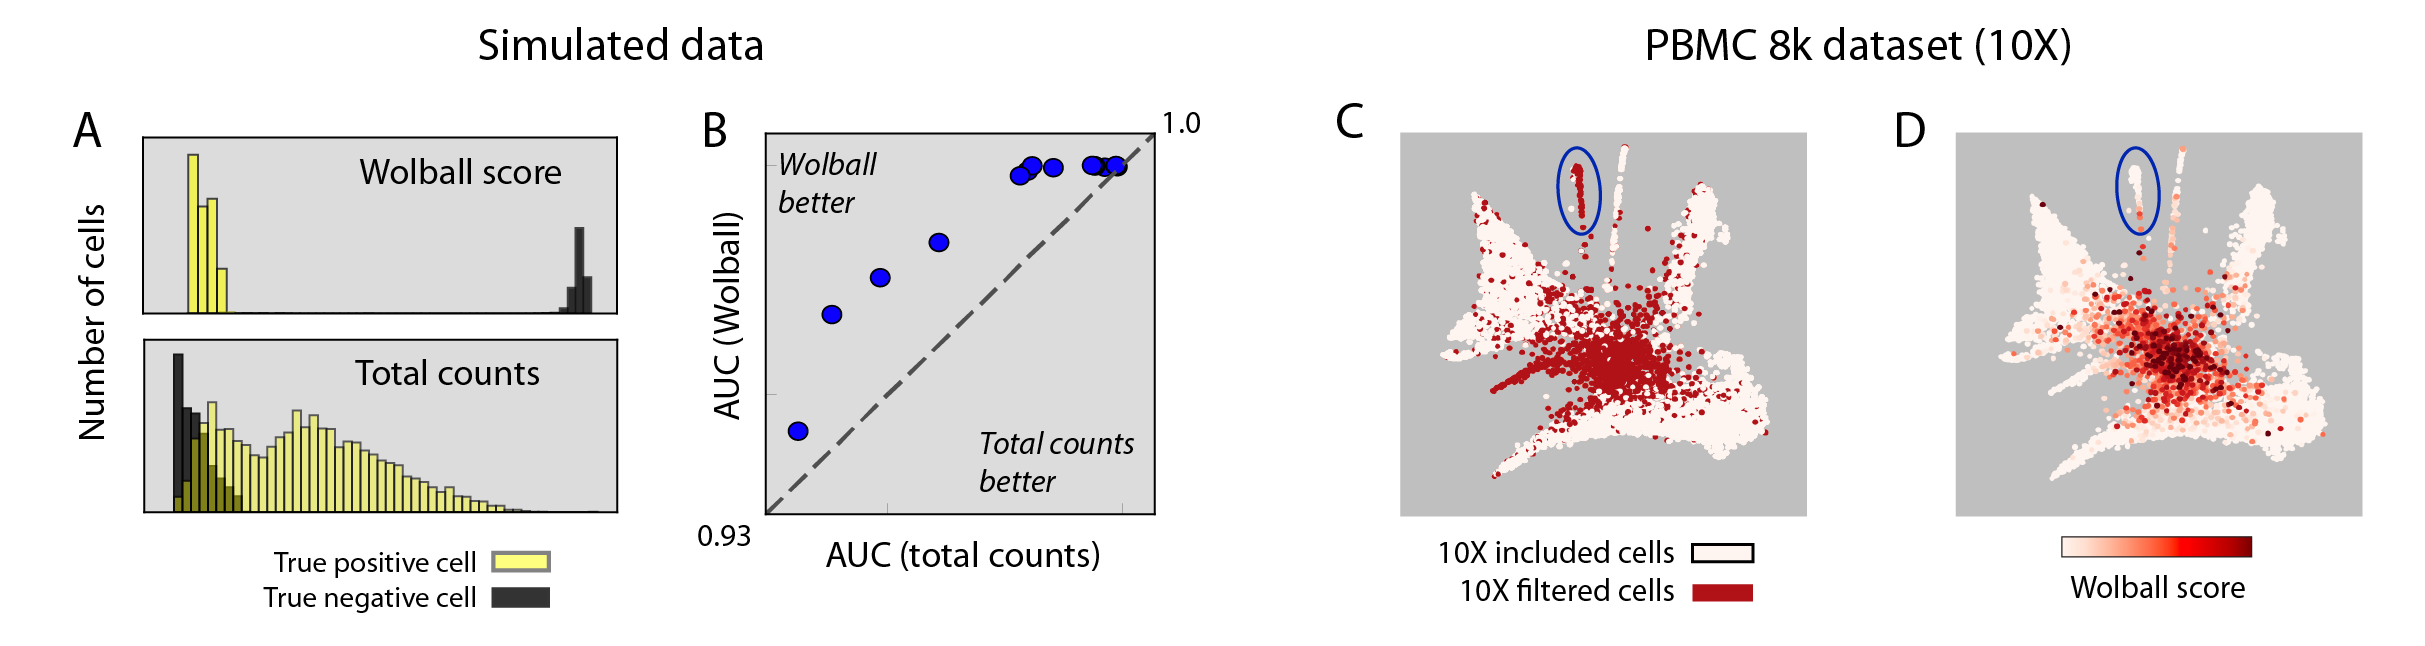 Simulated data
PBMC 8k dataset (10X)
A
Wolball score
Total counts
Number of cells
True positive cell
True negative cell
B
1.0
Wolball
better
Total counts
better
AUC (Wolball)
0.93
AUC (total counts)
C
10X included cells
10X filtered cells
D
Wolball score